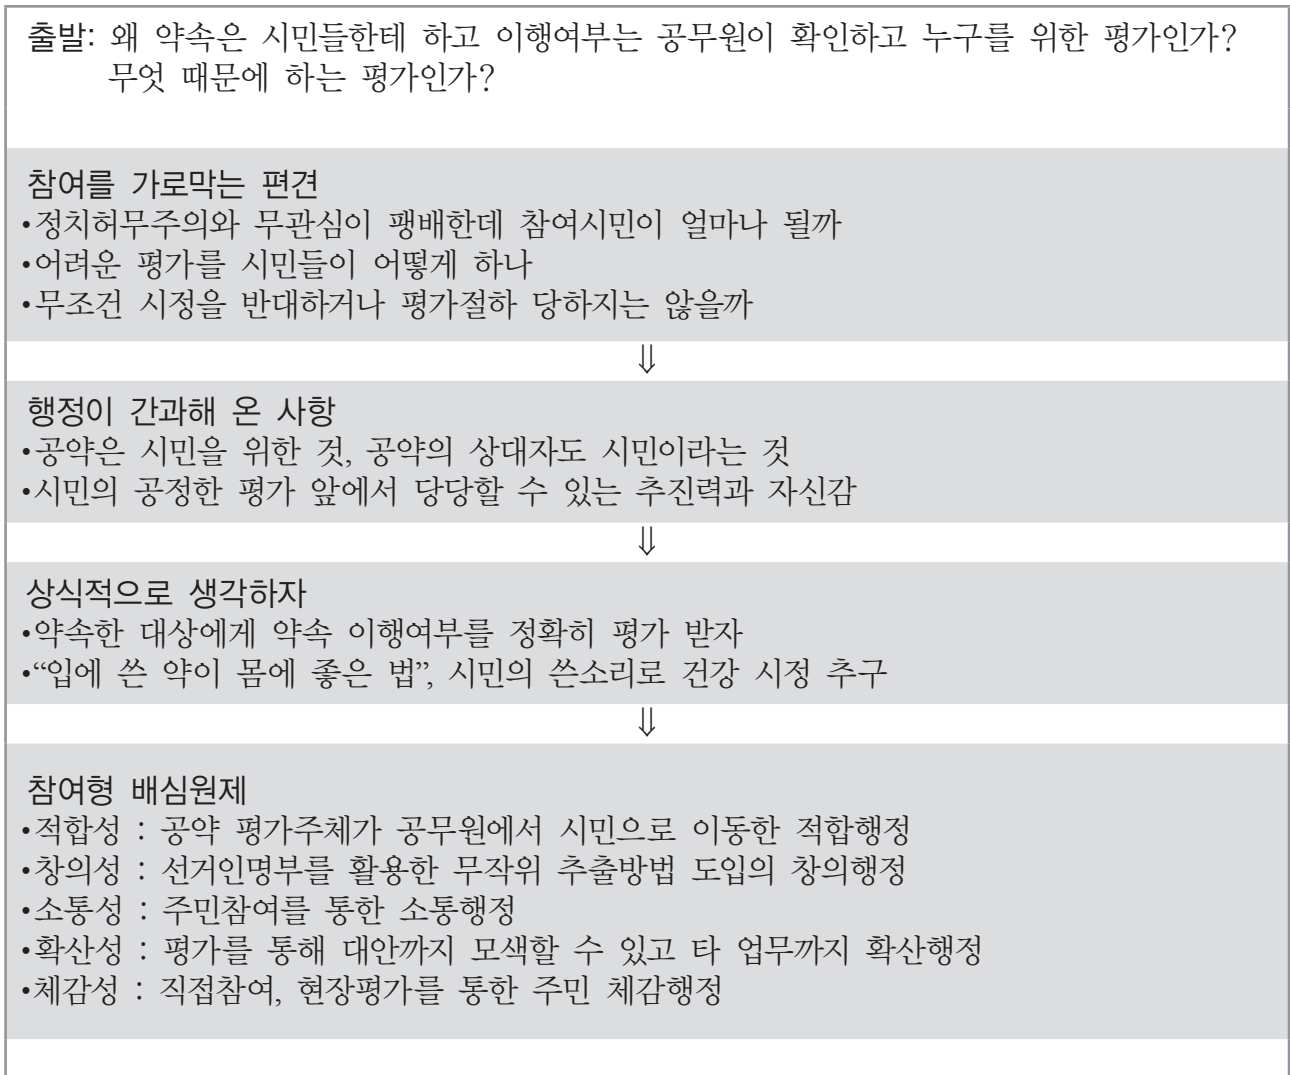 출발: 왜 약속은 시민들한테 하고 이행여부는 공무원이 확인하고 누구를 위한 평가인가?
무엇 때문에 하는 평가인가?
참여를 가로막는 편견
•정치허무주의와 무관심이 팽배한데 참여시민이 얼마나 될까
•어려운 평가를 시민들이 어떻게 하나
•무조건 시정을 반대하거나 평가절하 당하지는 않을까
⇓
행정이 간과해 온 사항
•공약은 시민을 위한 것, 공약의 상대자도 시민이라는 것
•시민의 공정한 평가 앞에서 당당할 수 있는 추진력과 자신감
⇓
상식적으로 생각하자
•약속한 대상에게 약속 이행여부를 정확히 평가 받자
•“입에 쓴 약이 몸에 좋은 법”, 시민의 쓴소리로 건강 시정 추구
⇓
참여형 배심원제
•적합성 : 공약 평가주체가 공무원에서 시민으로 이동한 적합행정
•창의성 : 선거인명부를 활용한 무작위 추출방법 도입의 창의행정
•소통성 : 주민참여를 통한 소통행정
•확산성 : 평가를 통해 대안까지 모색할 수 있고 타 업무까지 확산행정
•체감성 : 직접참여, 현장평가를 통한 주민 체감행정